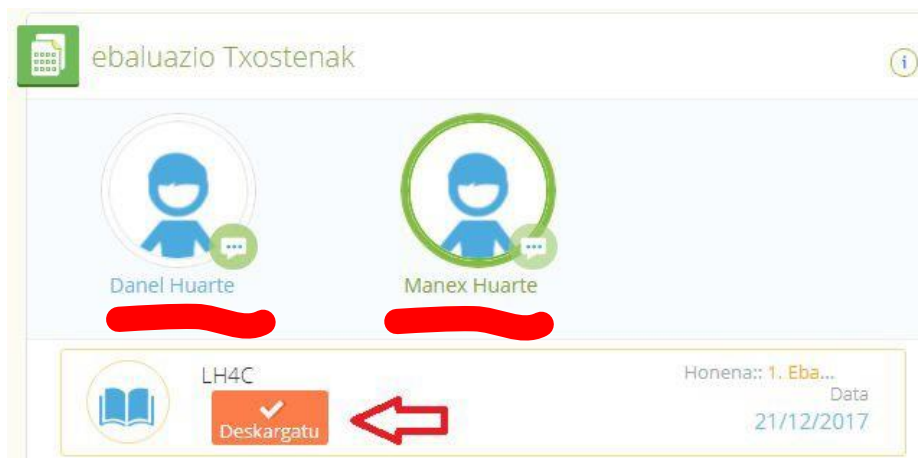 ebaluazio Txostenak
i
Danel Huarte
Manex Huarte
LH4C
Deskargatu
Honena:: 1. Eba...
Data
21/12/2017